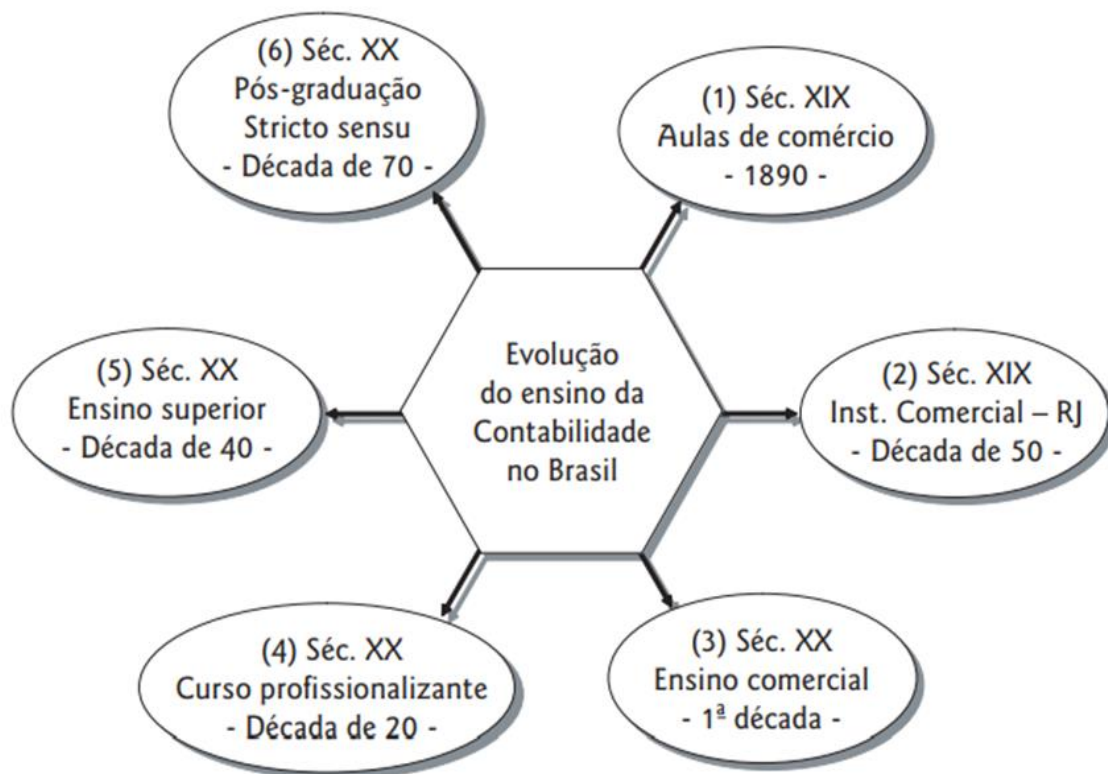 (6) Séc. XX
Pós-graduação
Stricto sensu
- Década de 70 -
(1) Séc. XIX
Aulas de comércio
- 1890 -
(5) Séc. XX
Ensino superior
- Década de 40 -
Evolução
do ensino da
Contabilidade
no Brasil
(2) Séc. XIX
Inst. Comercial – RJ
- Década de 50 -
(4) Séc. XX
Curso profissionalizante
- Década de 20 -
(3) Séc. XX
Ensino comercial
- 1ª década -